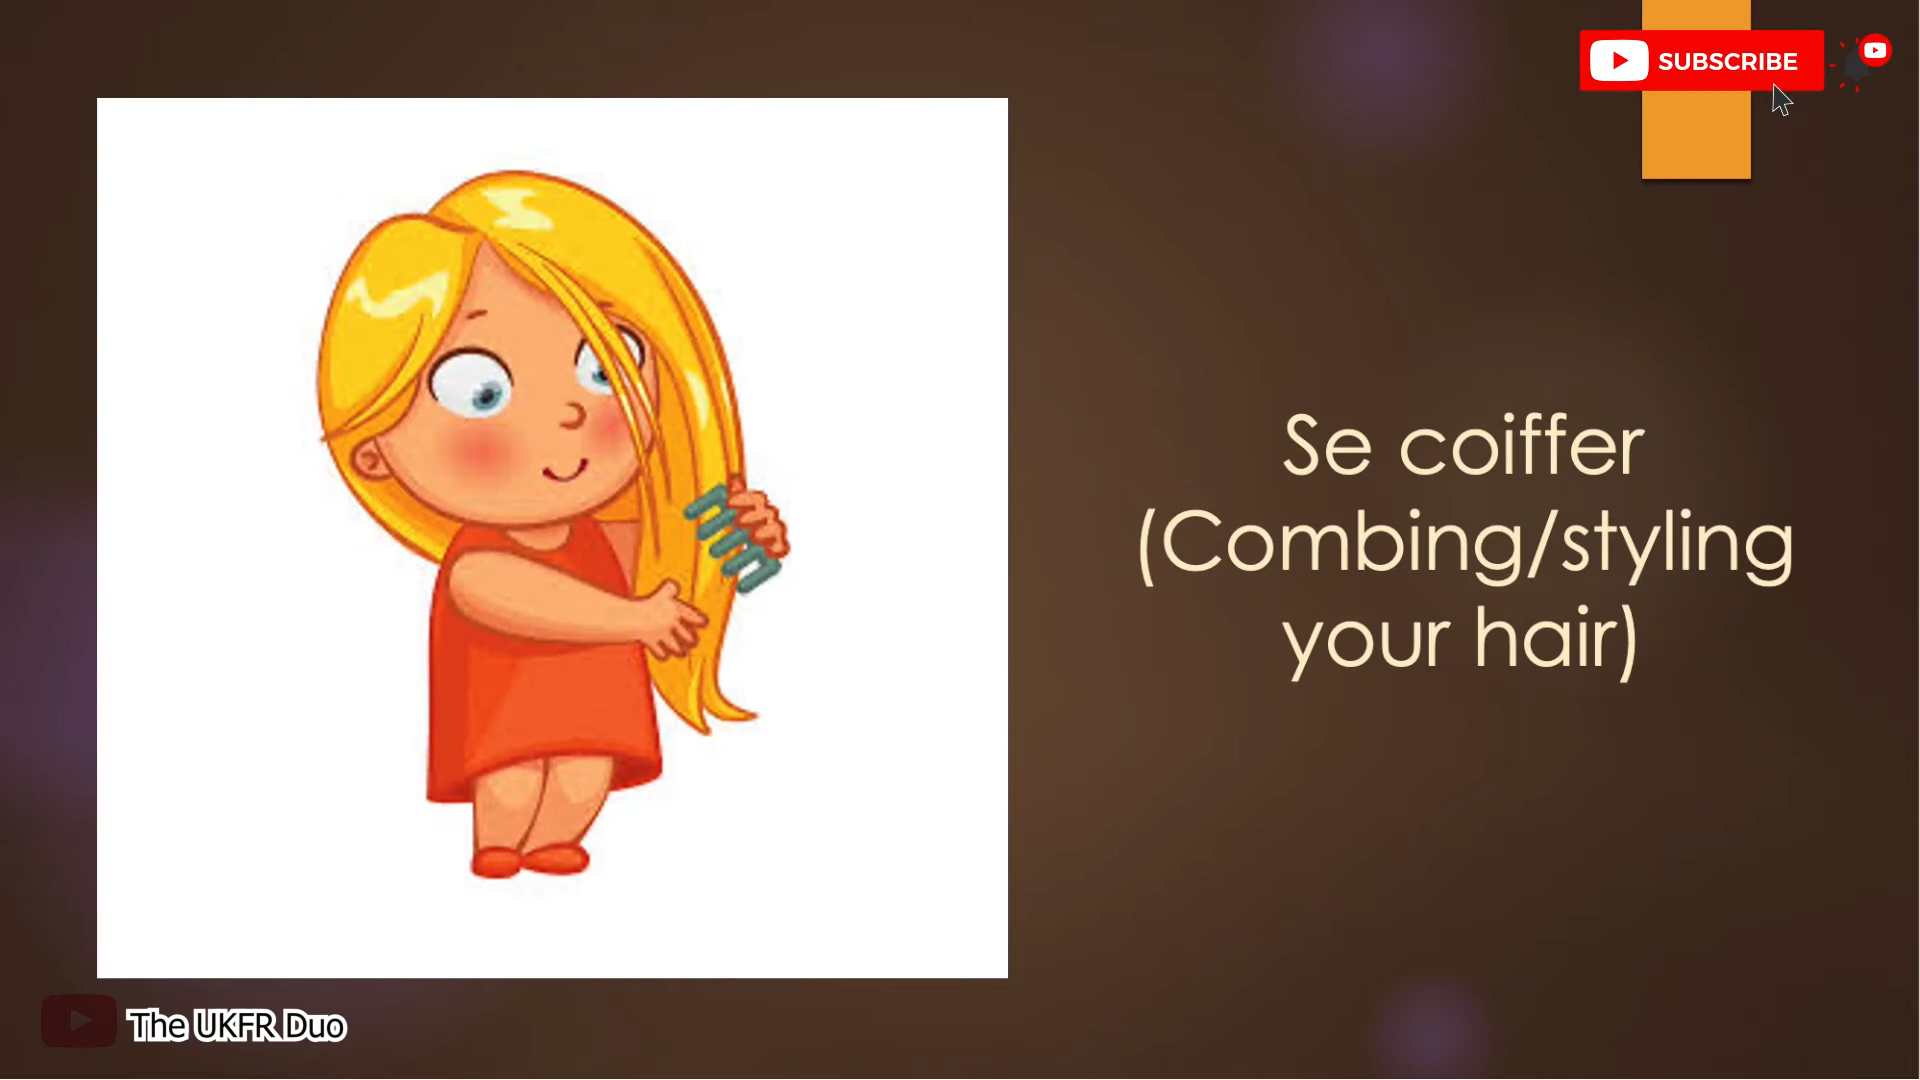 SUBSCRIBE
Se coiffer
(Combing/styling
your hair)
The UKFR Duo